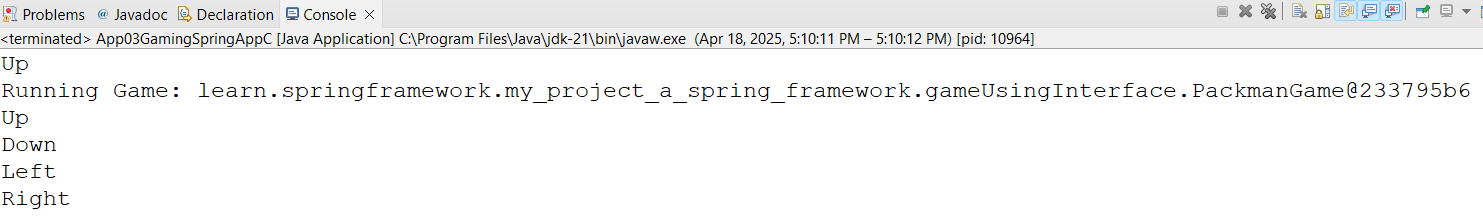 Problems @ Javadoc Declaration Console
<terminated> App03GamingSpringAppC [Java Application] C:\Program Files\Java\jdk-21\bin\javaw.exe (Apr 18, 2025, 5:10:11 PM – 5:10:12 PM) [pid: 10964]
Up
Running Game: learn.springframework.my_project_a_spring_framework.gameUsingInterface.PackmanGame@233795b6
Up
Down
Left
Right